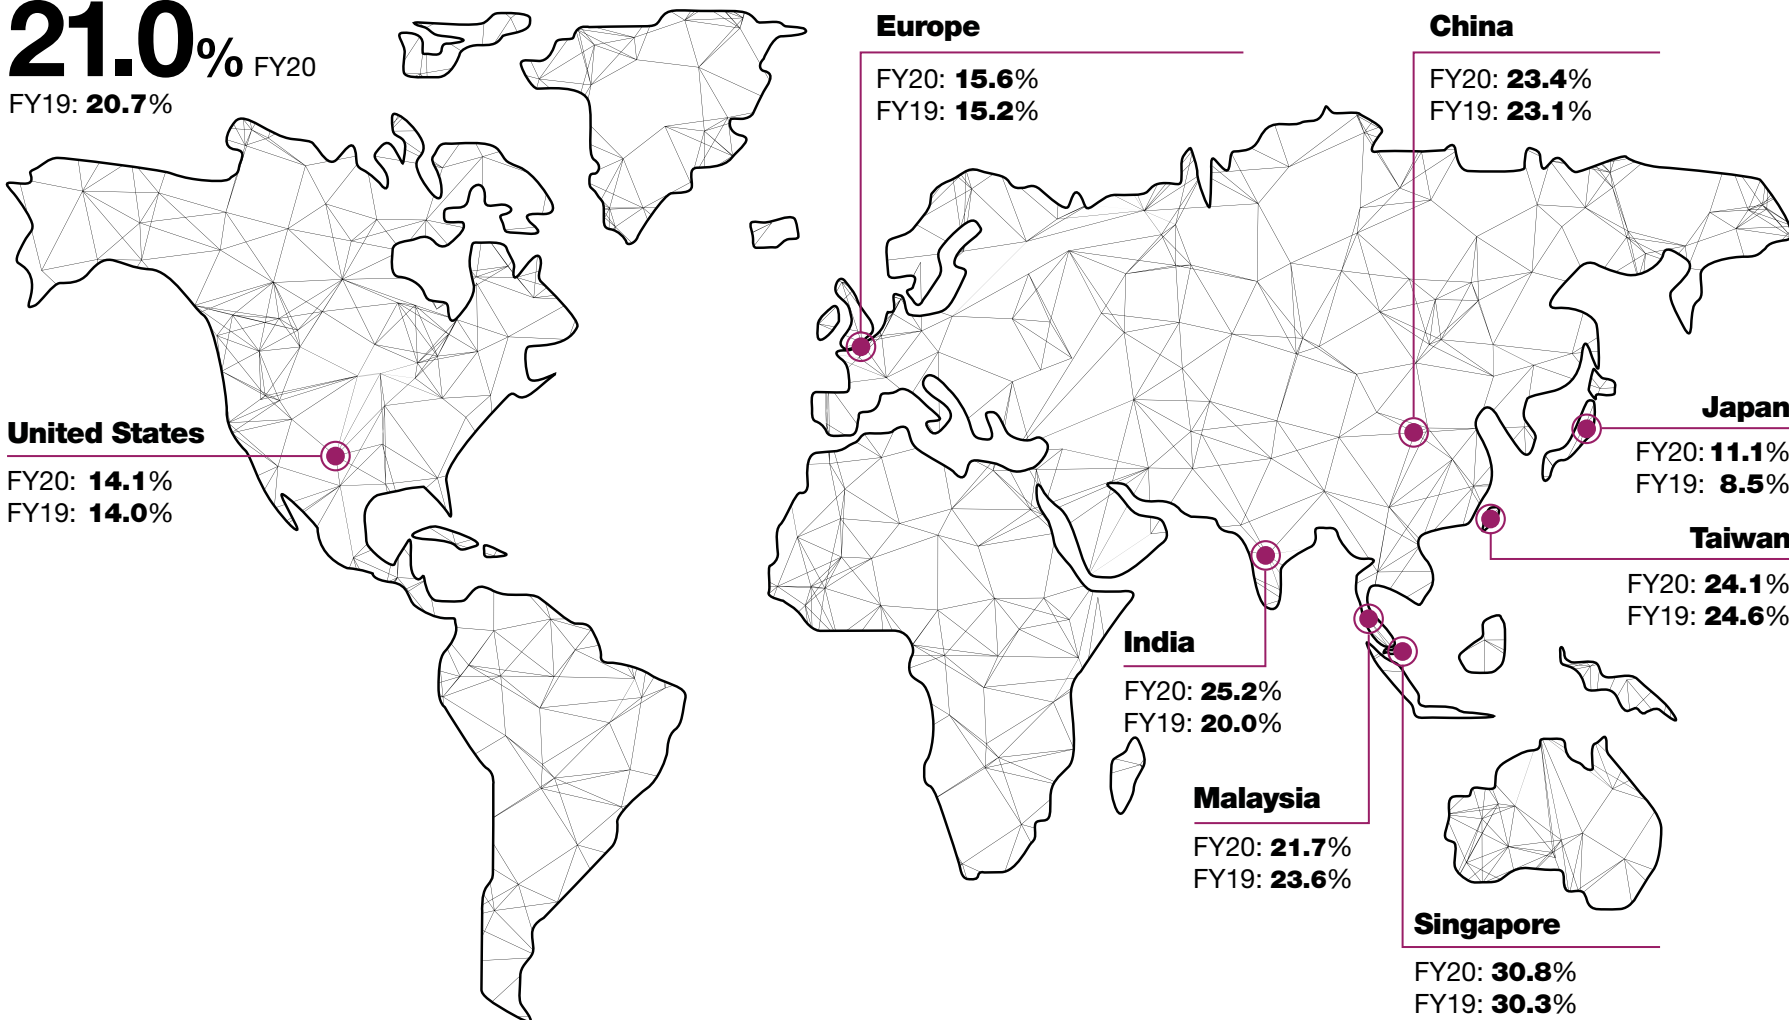 21.0% FY20
FY19: 20.7%
Europe
FY20: 15.6%
FY19: 15.2%
China
FY20: 23.4%
FY19: 23.1%
United States
FY20: 14.1%
FY19: 14.0%
Japan
FY20: 11.1%
FY19: 8.5%
Taiwan
FY20: 24.1%
FY19: 24.6%
India
FY20: 25.2%
FY19: 20.0%
Malaysia
FY20: 21.7%
FY19: 23.6%
Singapore
FY20: 30.8%
FY19: 30.3%